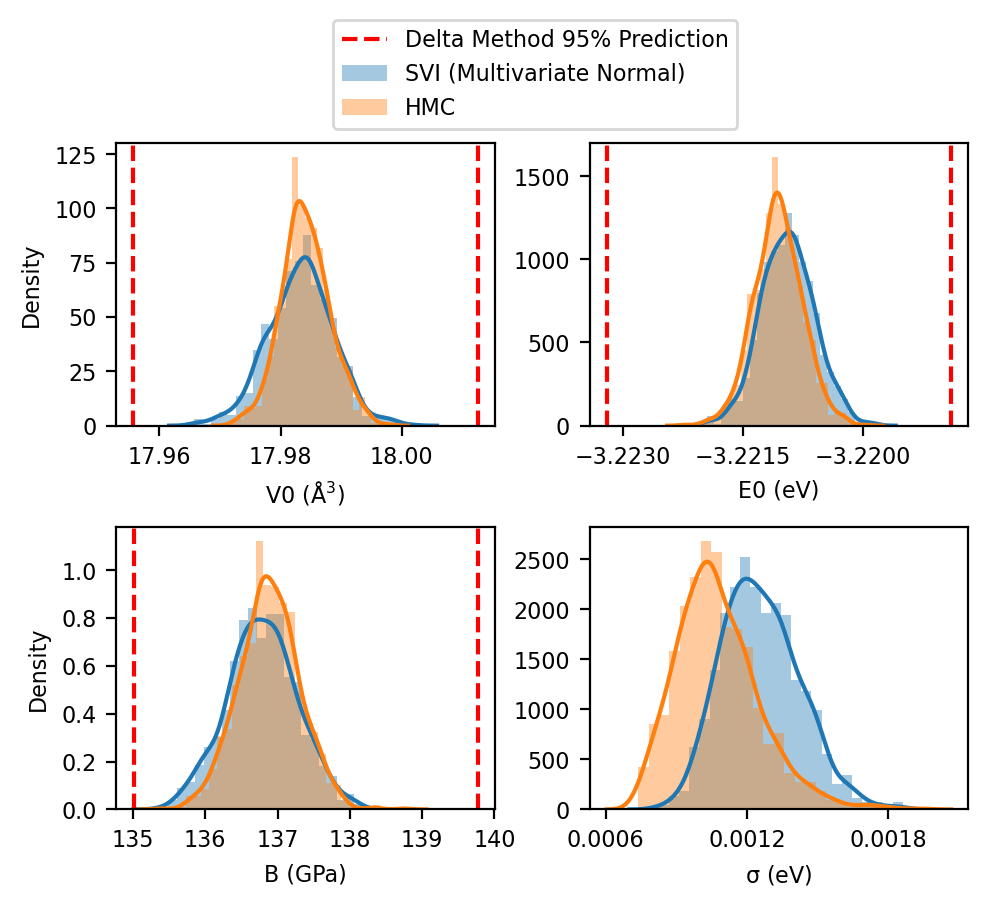 Delta Method 95% Prediction
SVI (Multivariate Normal)
HMC
125
100
75
50
25
0
Density
17.96 17.98 18.00
V0 (Å³)
1500
1000
500
0
−3.2230 −3.2215 −3.2200
E0 (eV)
1.0
0.8
0.6
0.4
0.2
0.0
Density
135 136 137 138 139 140
B (GPa)
2500
2000
1500
1000
500
0
0.0006 0.0012 0.0018
σ (eV)